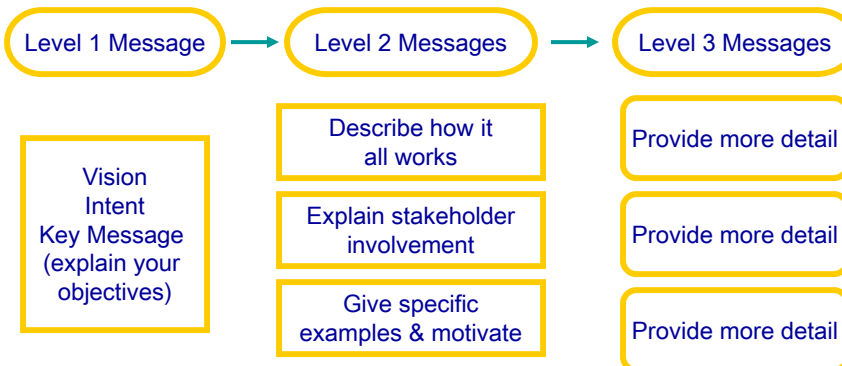 Level 1 Message
Level 2 Messages
Level 3 Messages
Vision
Intent
Key Message
(explain your
objectives)
Describe how it
all works
Explain stakeholder
involvement
Give specific
examples & motivate
Provide more detail
Provide more detail
Provide more detail